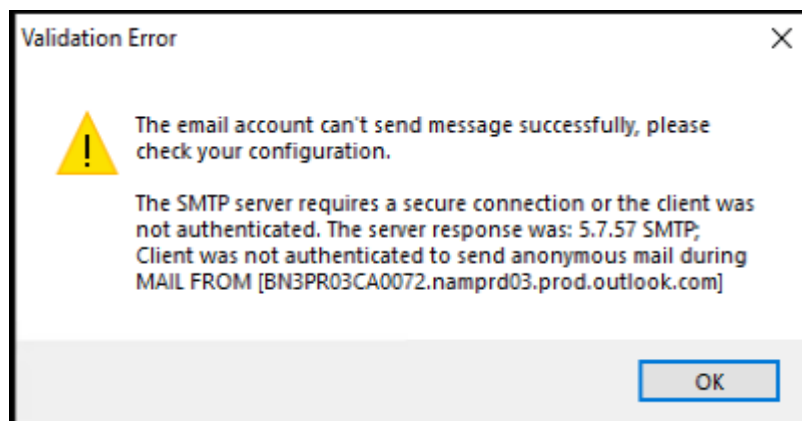 Validation Error
The email account can't send message successfully, please
check your configuration.
The SMTP server requires a secure connection or the client was
not authenticated. The server response was: 5.7.57 SMTP;
Client was not authenticated to send anonymous mail during
MAIL FROM [BN3PR03CA0072.namprd03.prod.outlook.com]
OK